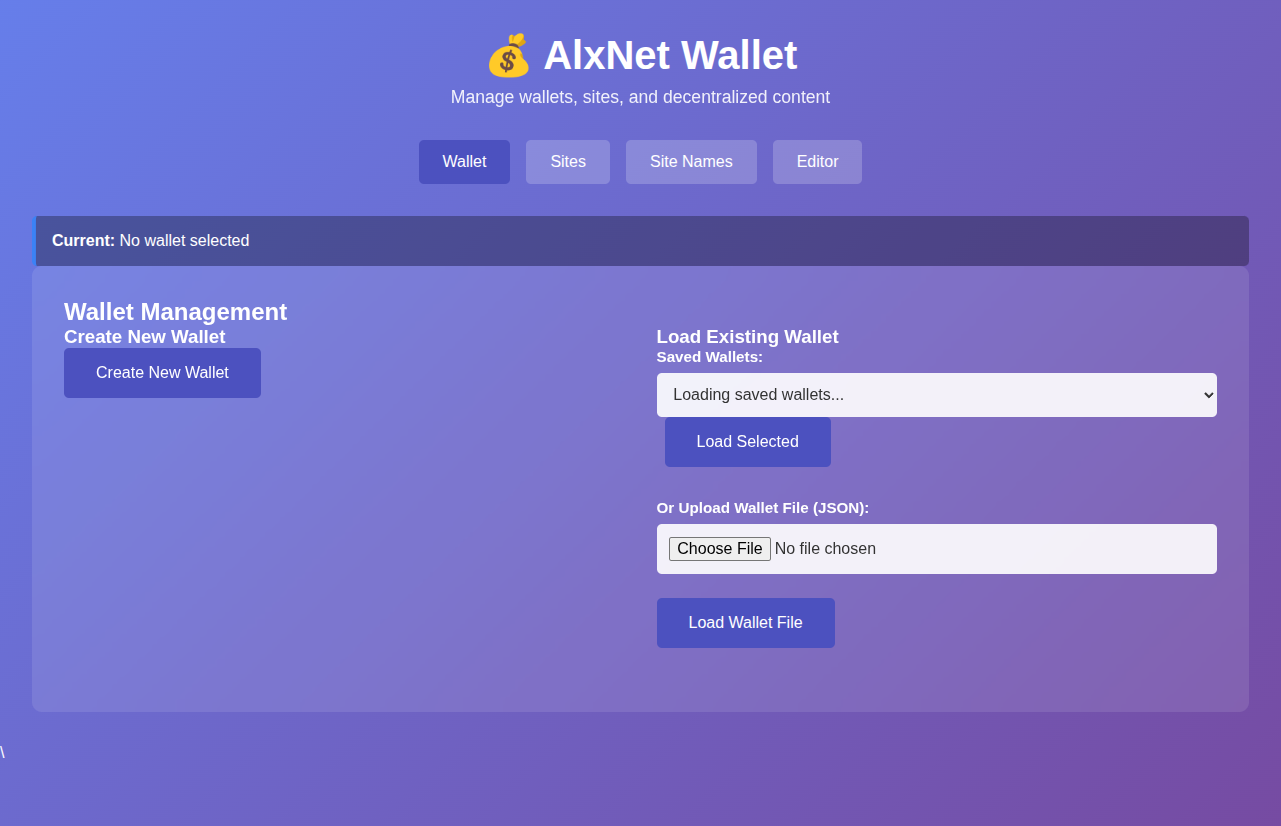 💰 AlxNet Wallet
Manage wallets, sites, and decentralized content
Wallet Sites Site Names Editor
Current: No wallet selected
Wallet Management
Create New Wallet
Create New Wallet
Load Existing Wallet
Saved Wallets:
Loading saved wallets...
Load Selected
Or Upload Wallet File (JSON):
Choose File No file chosen
Load Wallet File
\